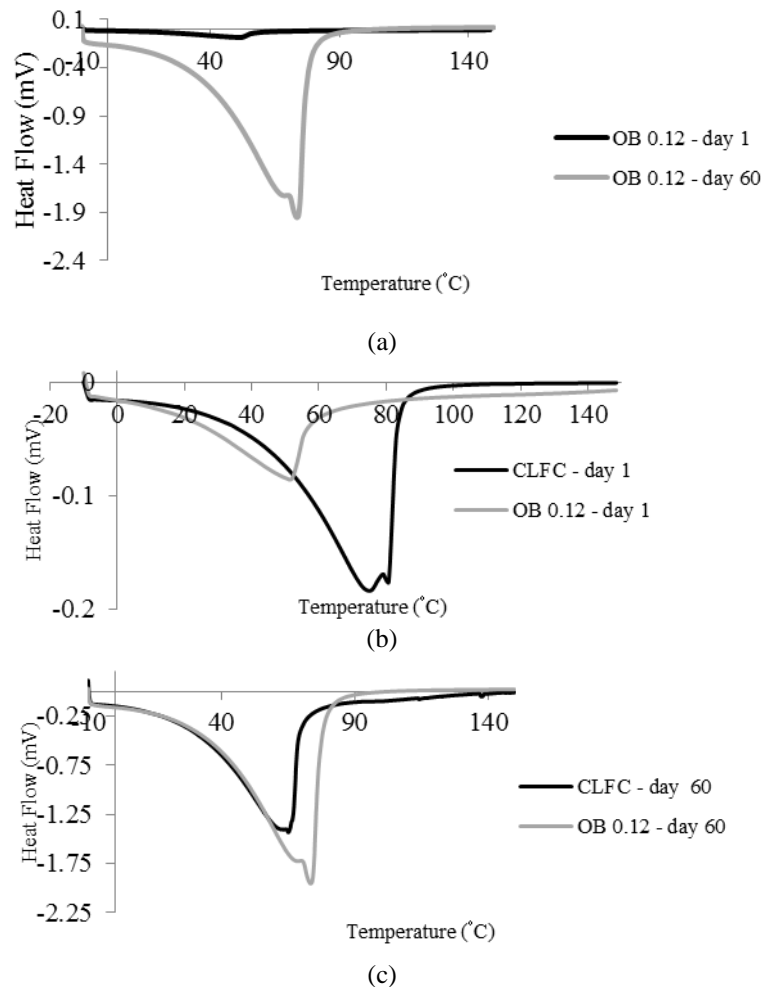 0.1
-10
40
90
140
-0.4
-0.9
-1.4
-1.9
-2.4
Heat Flow (mV)
Temperature (°C)
OB 0.12 - day 1
OB 0.12 - day 60
(a)
0
-20
0
20
40
60
80
100
120
140
-0.1
-0.2
Heat Flow (mV)
Temperature (°C)
CLFC - day 1
OB 0.12 - day 1
(b)
-10
40
90
140
-0.25
-0.75
-1.25
-1.75
-2.25
Heat Flow (mV)
Temperature (°C)
CLFC - day 60
OB 0.12 - day 60
(c)